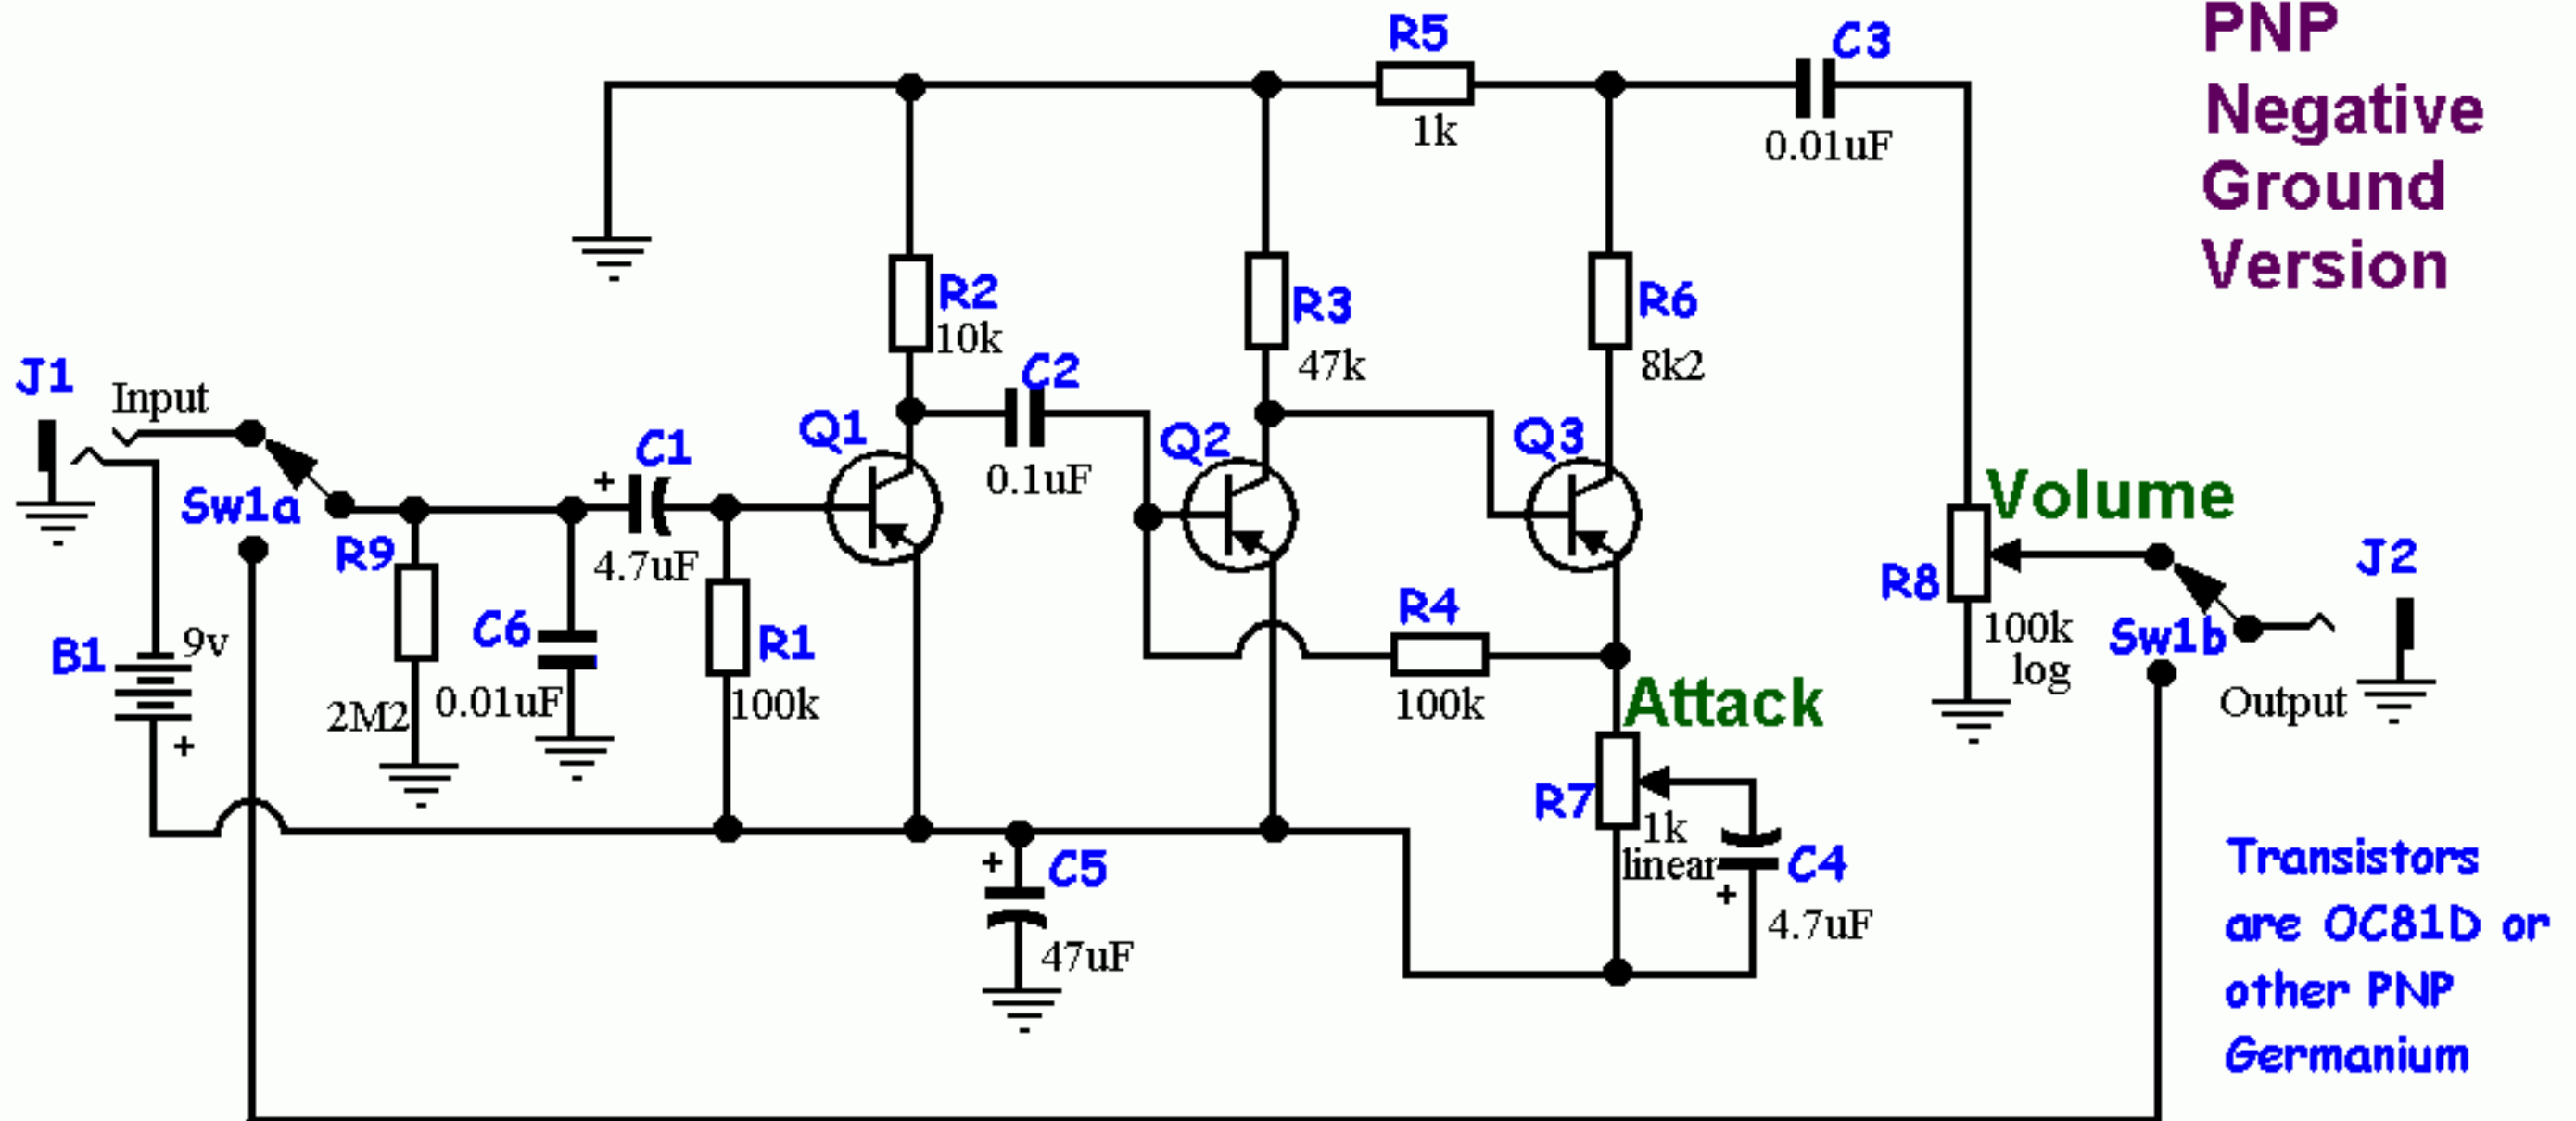 PNP
Negative
Ground
Version
R5
1k
C3
0.01uF
R2
10k
R3
47k
R6
8k2
J1
Input
Sw1a
C1
+
4.7uF
Q1
C2
0.1uF
Q2
Q3
Volume
R8
100k
log
Sw1b
J2
Output
R9
2M2
C6
0.01uF
R1
100k
B1
9v
+
R4
100k
Attack
R7
1k
linear
C4
+
4.7uF
+
C5
47uF
Transistors
are OC81D or
other PNP
Germanium